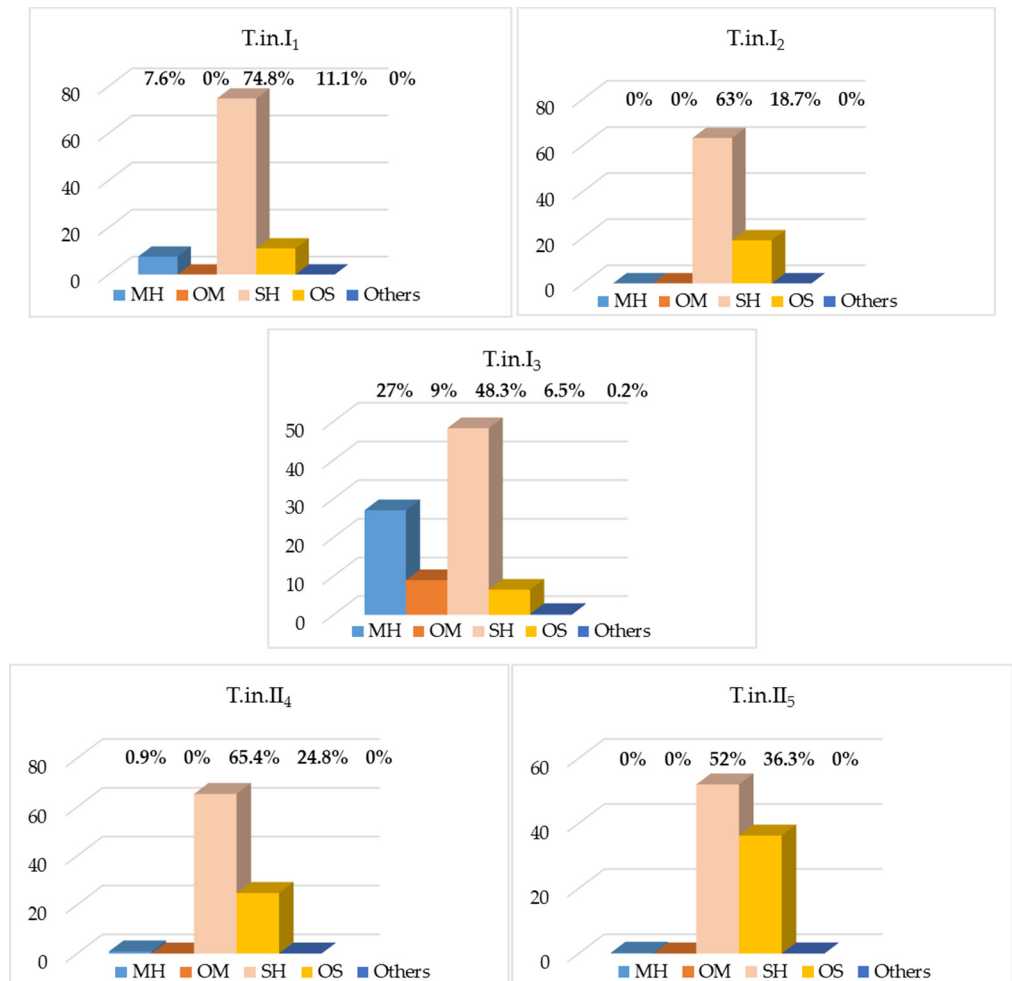 T.in.I₁
7.6% 0% 74.8% 11.1% 0%
80
60
40
20
0
MH OM SH OS Others
T.in.I₂
0% 0% 63% 18.7% 0%
80
60
40
20
0
MH OM SH OS Others
T.in.I₃
27% 9% 48.3% 6.5% 0.2%
50
40
30
20
10
0
MH OM SH OS Others
T.in.II₄
0.9% 0% 65.4% 24.8% 0%
80
60
40
20
0
MH OM SH OS Others
T.in.II₅
0% 0% 52% 36.3% 0%
60
40
20
0
MH OM SH OS Others